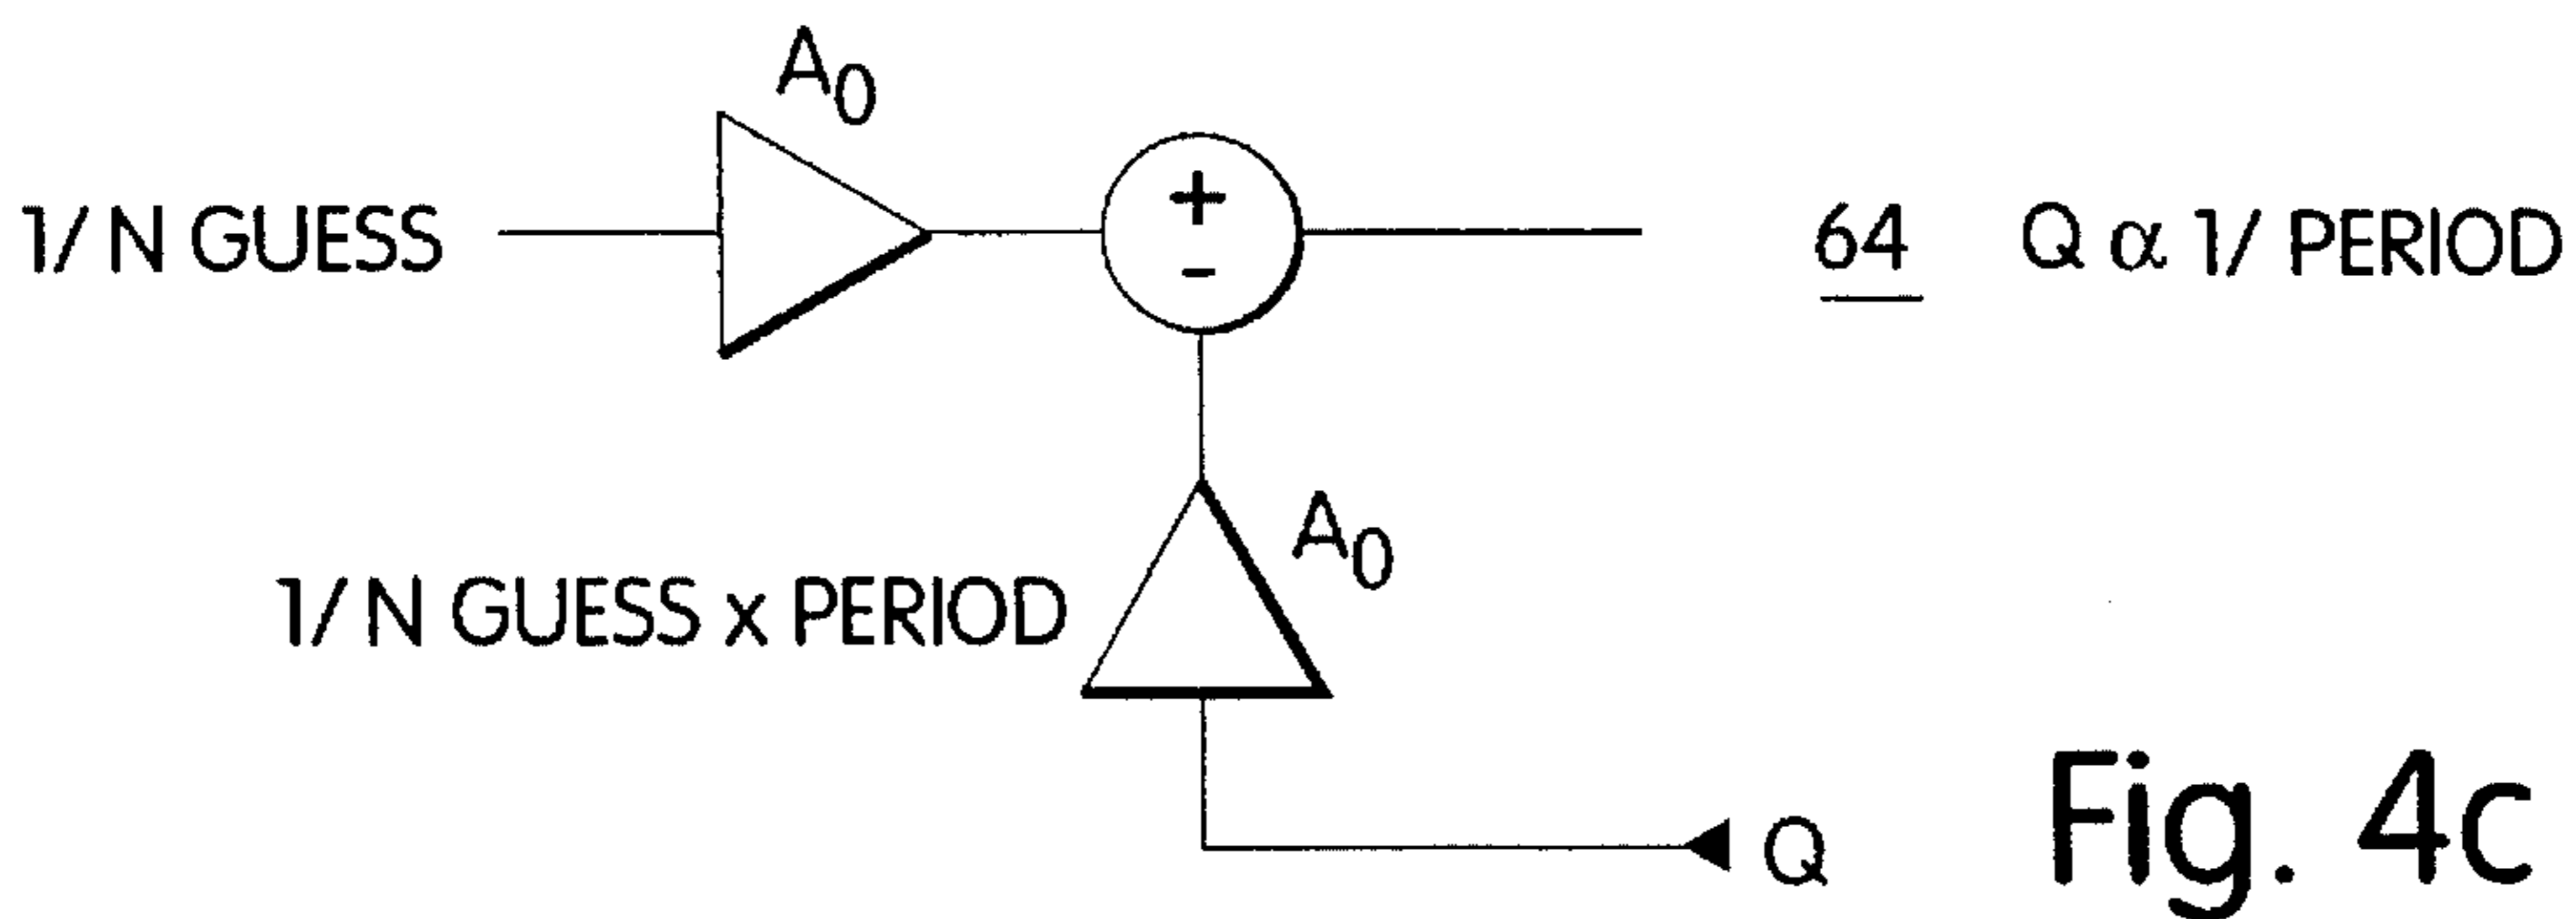 A0
1/ N GUESS
+
-
64 Q α 1/ PERIOD
1/ N GUESS x PERIOD
A0
Q
Fig. 4c